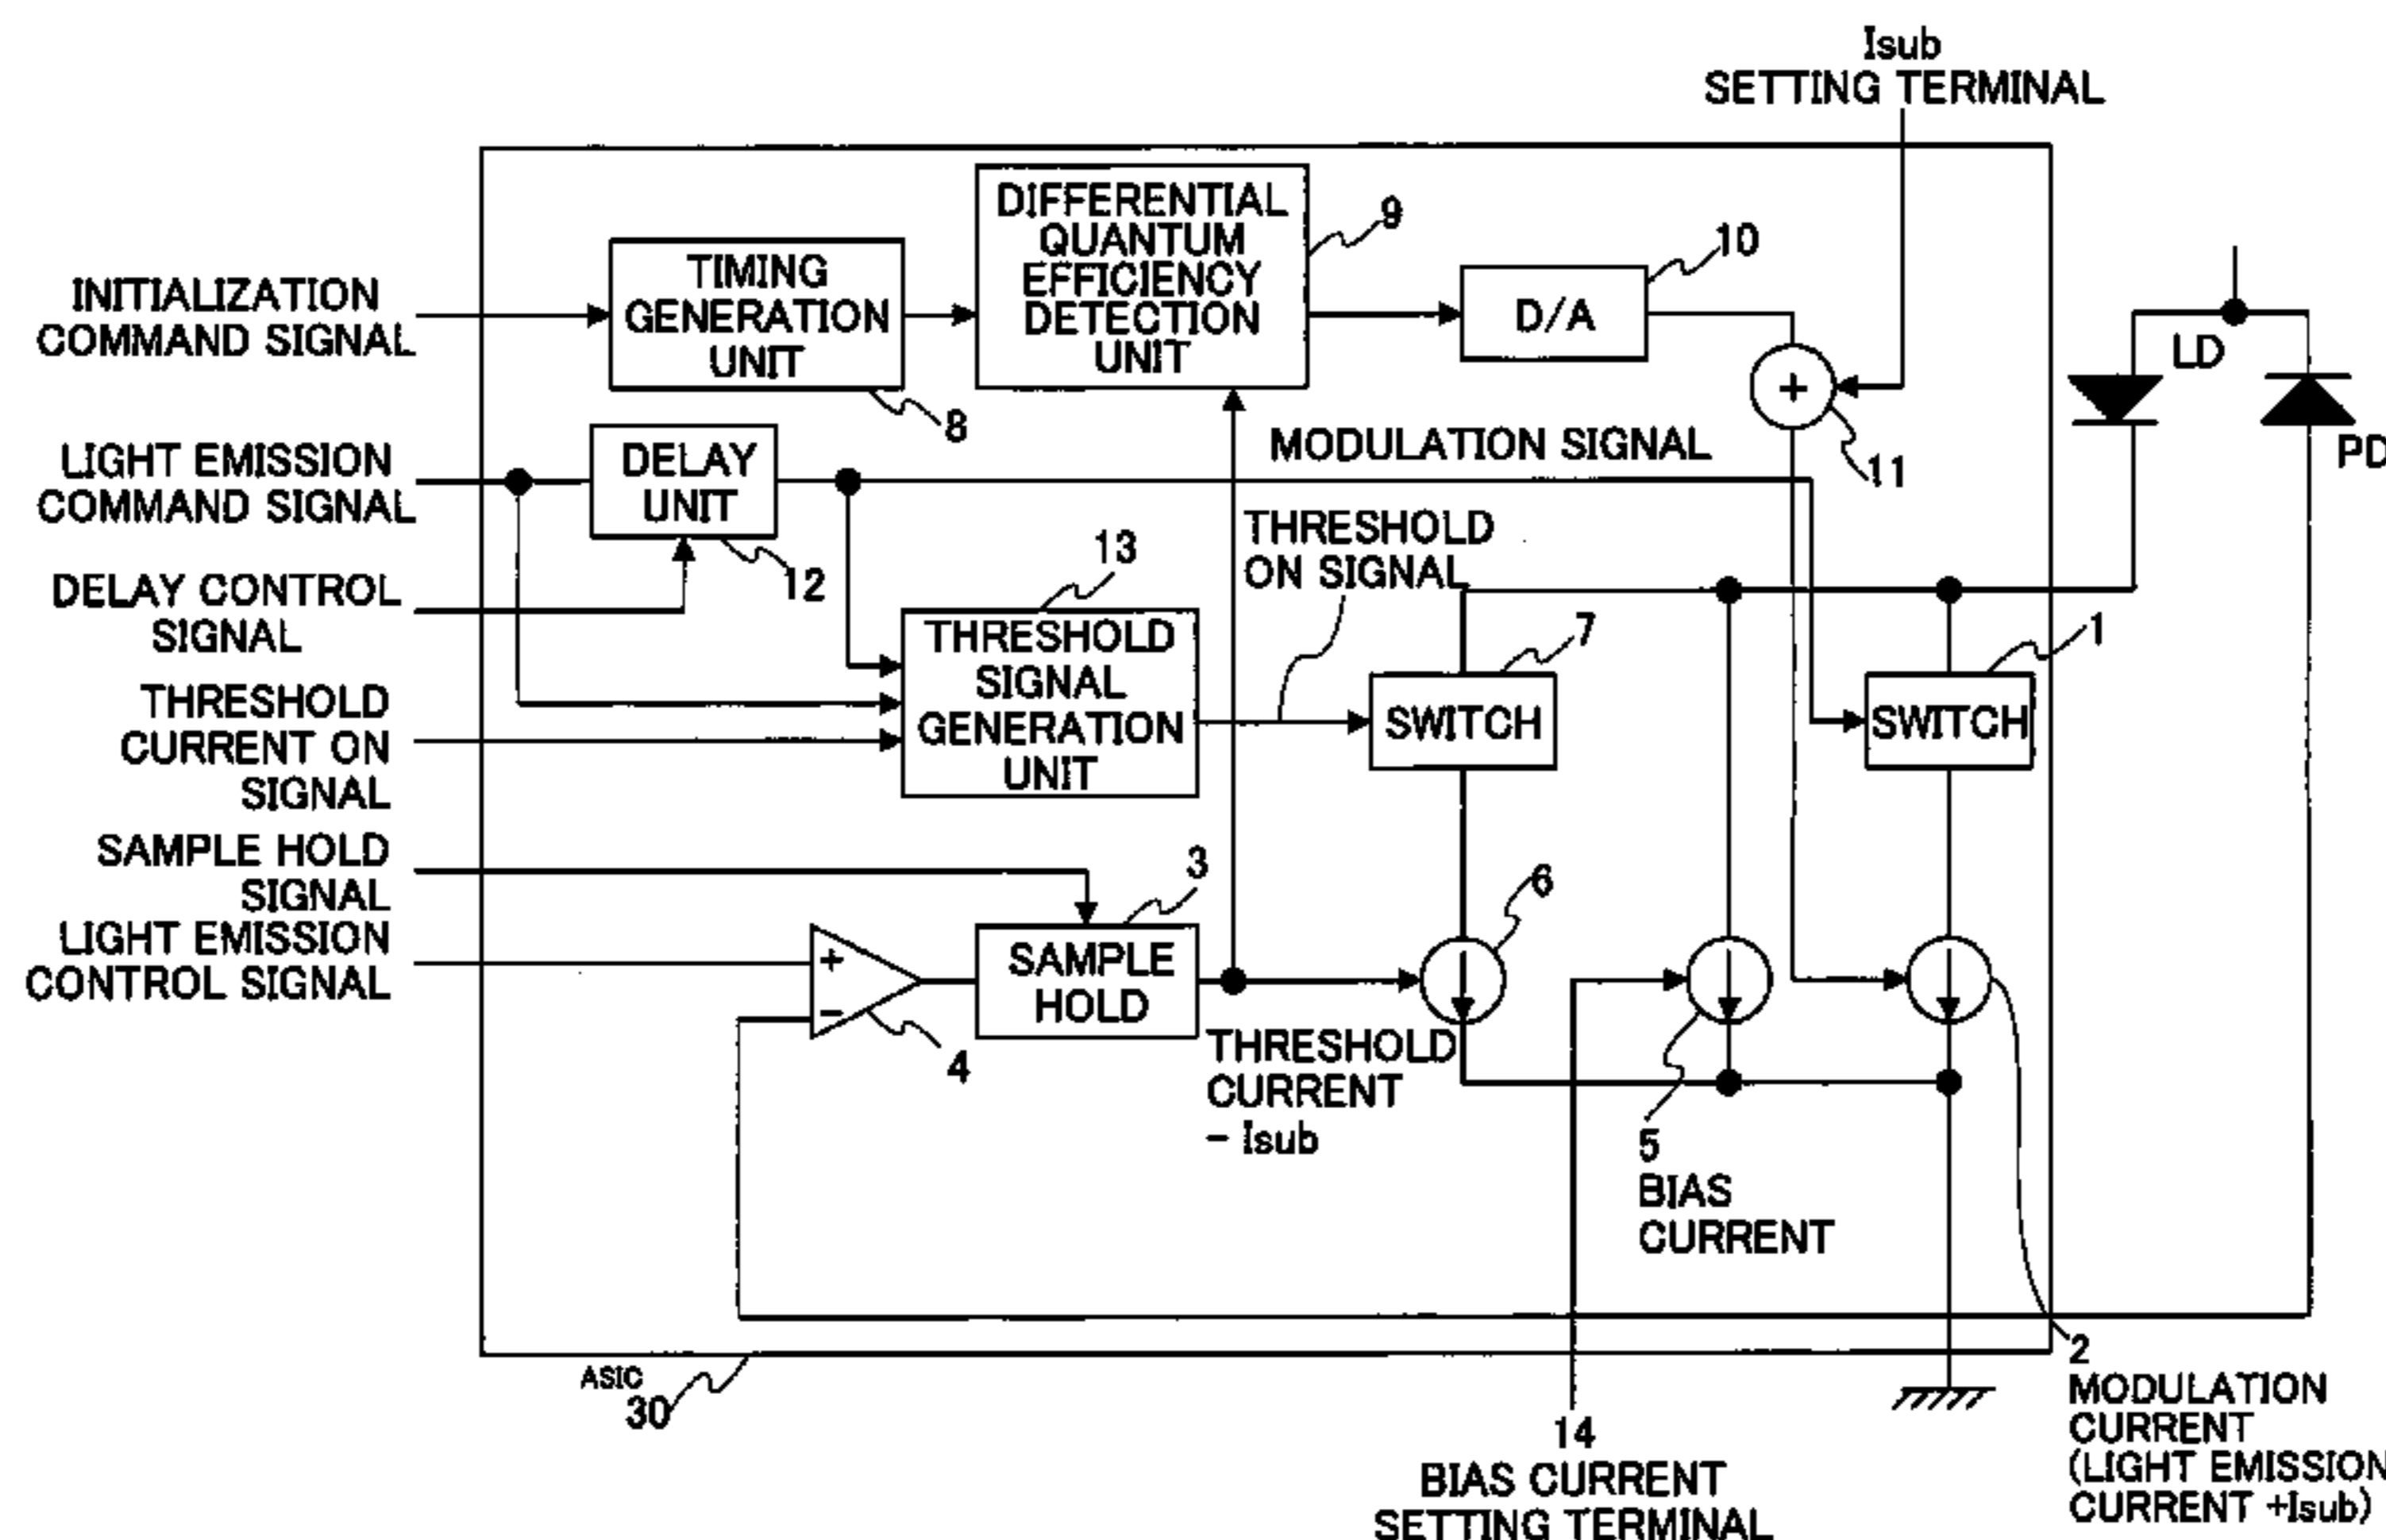 Isub
SETTING TERMINAL
DIFFERENTIAL
QUANTUM
EFFICIENCY
DETECTION
UNIT
9
TIMING
GENERATION
UNIT
8
10
D/A
INITIALIZATION
COMMAND SIGNAL
LD
+
11
PD
LIGHT EMISSION
COMMAND SIGNAL
DELAY
UNIT
12
MODULATION SIGNAL
THRESHOLD
ON SIGNAL
DELAY CONTROL
SIGNAL
13
THRESHOLD
SIGNAL
GENERATION
UNIT
7
SWITCH
1
SWITCH
THRESHOLD
CURRENT ON
SIGNAL
SAMPLE HOLD
SIGNAL
3
SAMPLE
HOLD
6
LIGHT EMISSION
CONTROL SIGNAL
+
-
4
THRESHOLD
CURRENT
- Isub
5
BIAS
CURRENT
ASIC
30
14
BIAS CURRENT
SETTING TERMINAL
2
MODULATION
CURRENT
(LIGHT EMISSION
CURRENT +Isub)